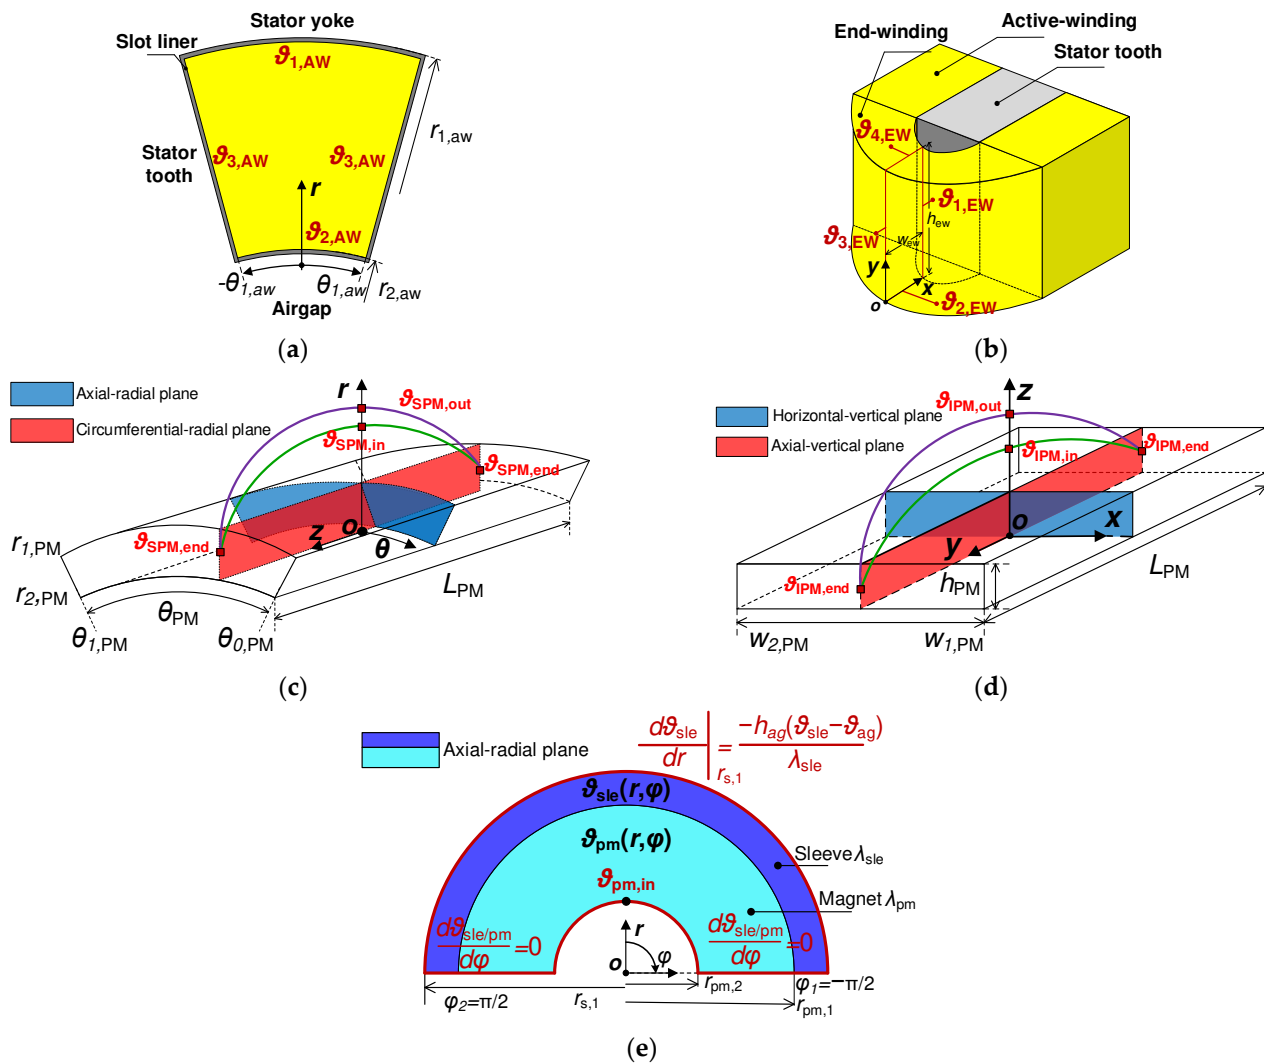 Stator yoke
Slot liner
ϑ1,AW
r1,aw
Stator
tooth
ϑ3,AW
ϑ3,AW
r
ϑ2,AW
-θ1,aw
θ1,aw
r2,aw
Airgap
(a)
Active-winding
End-winding
Stator tooth
ϑ4,EW
ϑ1,EW
hew
ϑ3,EW
wew
y
x
o
ϑ2,EW
(b)
Axial-radial plane
Circumferential-radial plane
r
ϑSPM,out
ϑSPM,in
ϑSPM,end
ϑSPM,end
z
o
θ
r1,PM
r2,PM
θPM
LPM
θ1,PM
θ0,PM
(c)
z
ϑIPM,out
Horizontal-vertical plane
Axial-vertical plane
ϑIPM,in
ϑIPM,end
o
x
y
ϑIPM,end
hPM
LPM
w2,PM
w1,PM
(d)
Axial-radial plane
dϑsle/dr|rs,1 = −hag(ϑsle−ϑag)/λsle
ϑsle(r,φ)
ϑpm(r,φ)
Sleeve λsle
ϑpm,in
Magnet λpm
dϑsle/pm/dφ=0
dϑsle/pm/dφ=0
r
φ
o
rpm,2
φ1=−π/2
φ2=π/2
rs,1
rpm,1
(e)